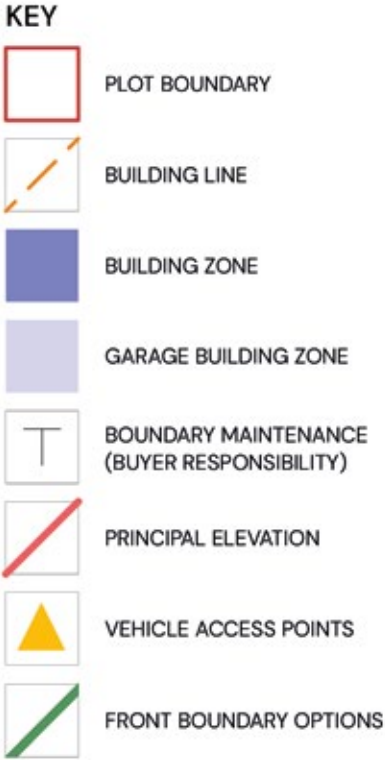 KEY
PLOT BOUNDARY
BUILDING LINE
BUILDING ZONE
GARAGE BUILDING ZONE
T
BOUNDARY MAINTENANCE
(BUYER RESPONSIBILITY)
PRINCIPAL ELEVATION
VEHICLE ACCESS POINTS
FRONT BOUNDARY OPTIONS